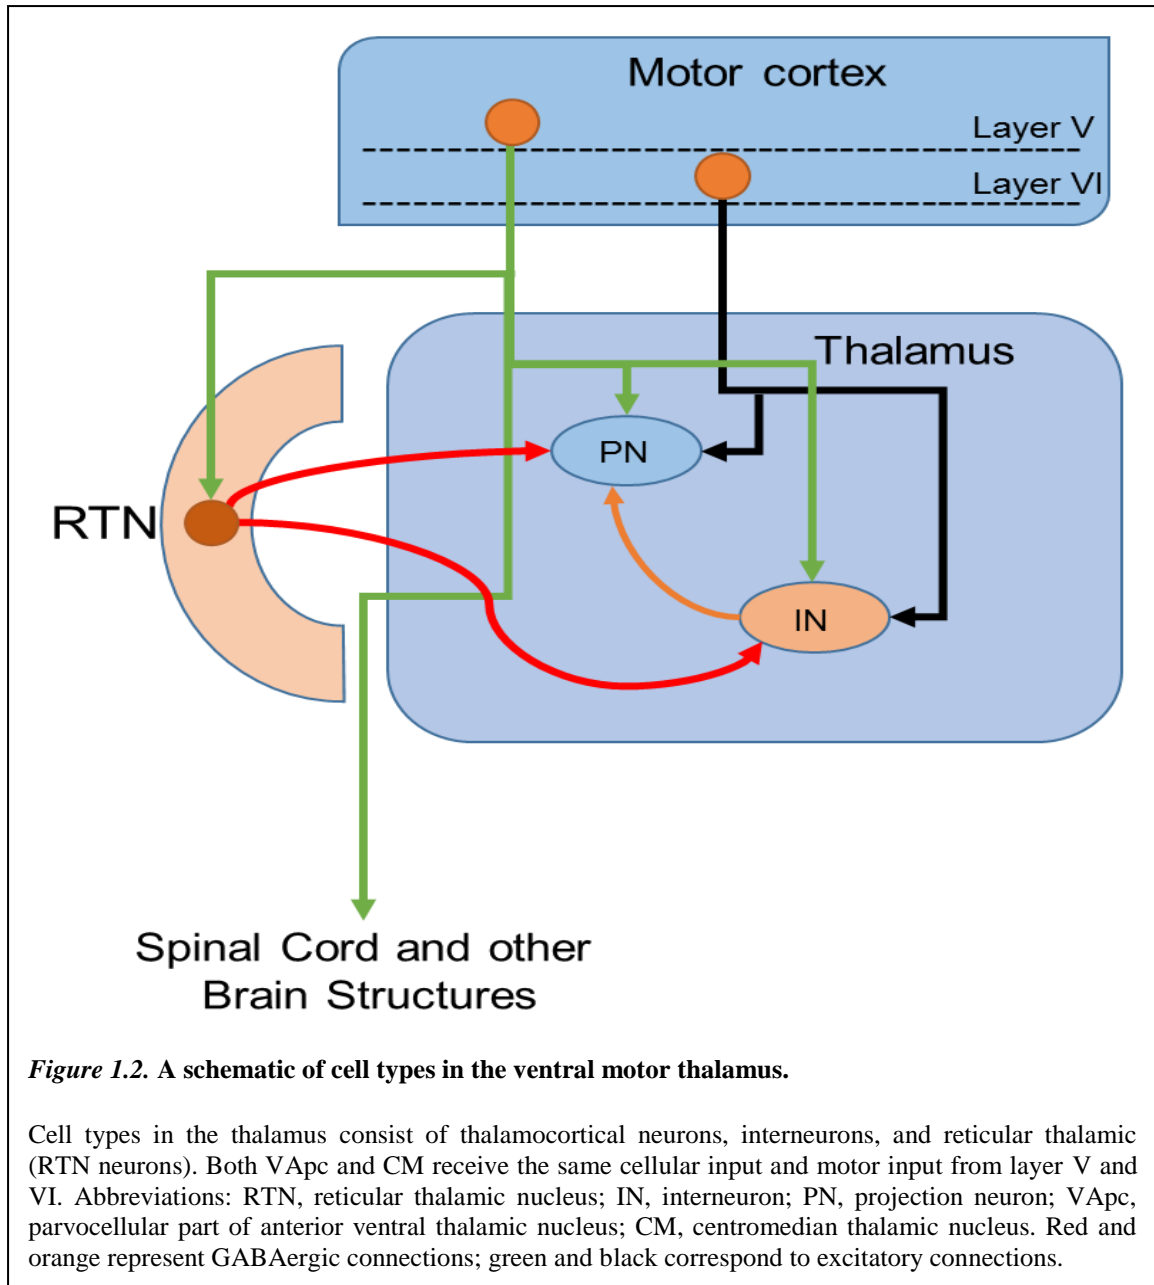 Motor cortex
Layer V
Layer VI
Thalamus
PN
RTN
IN
Spinal Cord and other
Brain Structures
Figure 1.2. A schematic of cell types in the ventral motor thalamus.
Cell types in the thalamus consist of thalamocortical neurons, interneurons, and reticular thalamic
(RTN neurons). Both VApc and CM receive the same cellular input and motor input from layer V and
VI. Abbreviations: RTN, reticular thalamic nucleus; IN, interneuron; PN, projection neuron; VApc,
parvocellular part of anterior ventral thalamic nucleus; CM, centromedian thalamic nucleus. Red and
orange represent GABAergic connections; green and black correspond to excitatory connections.